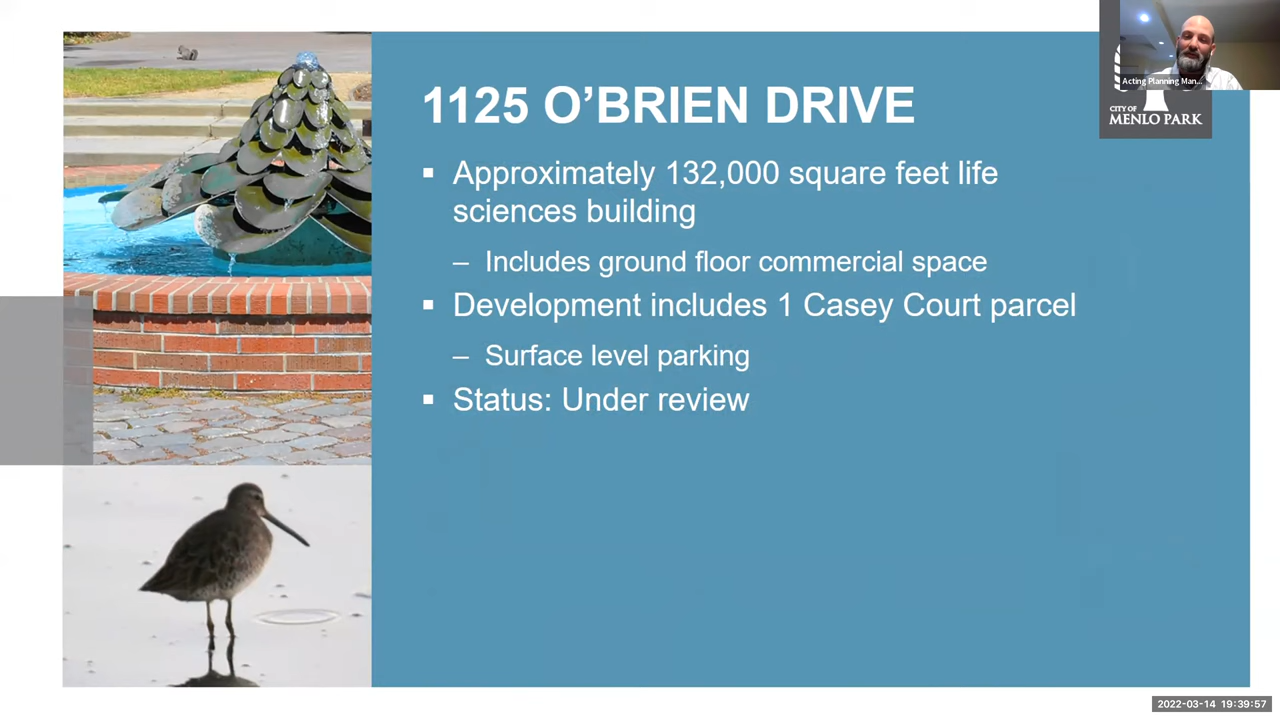 1125 O’BRIEN DRIVE
▪ Approximately 132,000 square feet life
sciences building
– Includes ground floor commercial space
▪ Development includes 1 Casey Court parcel
– Surface level parking
▪ Status: Under review
Acting Planning Man...
CITY OF
MENLO PARK
2022-03-14 19:39:57